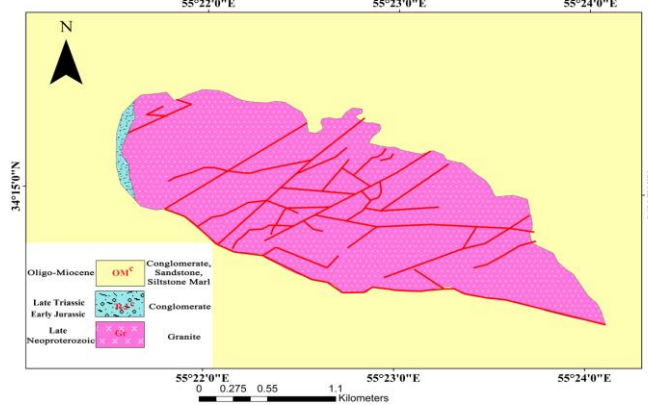 55°22'0"E 55°23'0"E 55°24'0"E
N
34°15'0"N
Oligo-Miocene OMᶜ Conglomerate,
Sandstone,
Siltstone Marl
Late Triassic
Early Jurassic Conglomerate
Late
Neoproterozoic Gr Granite
55°22'0"E 55°23'0"E 55°24'0"E
0 0.275 0.55 1.1
Kilometers